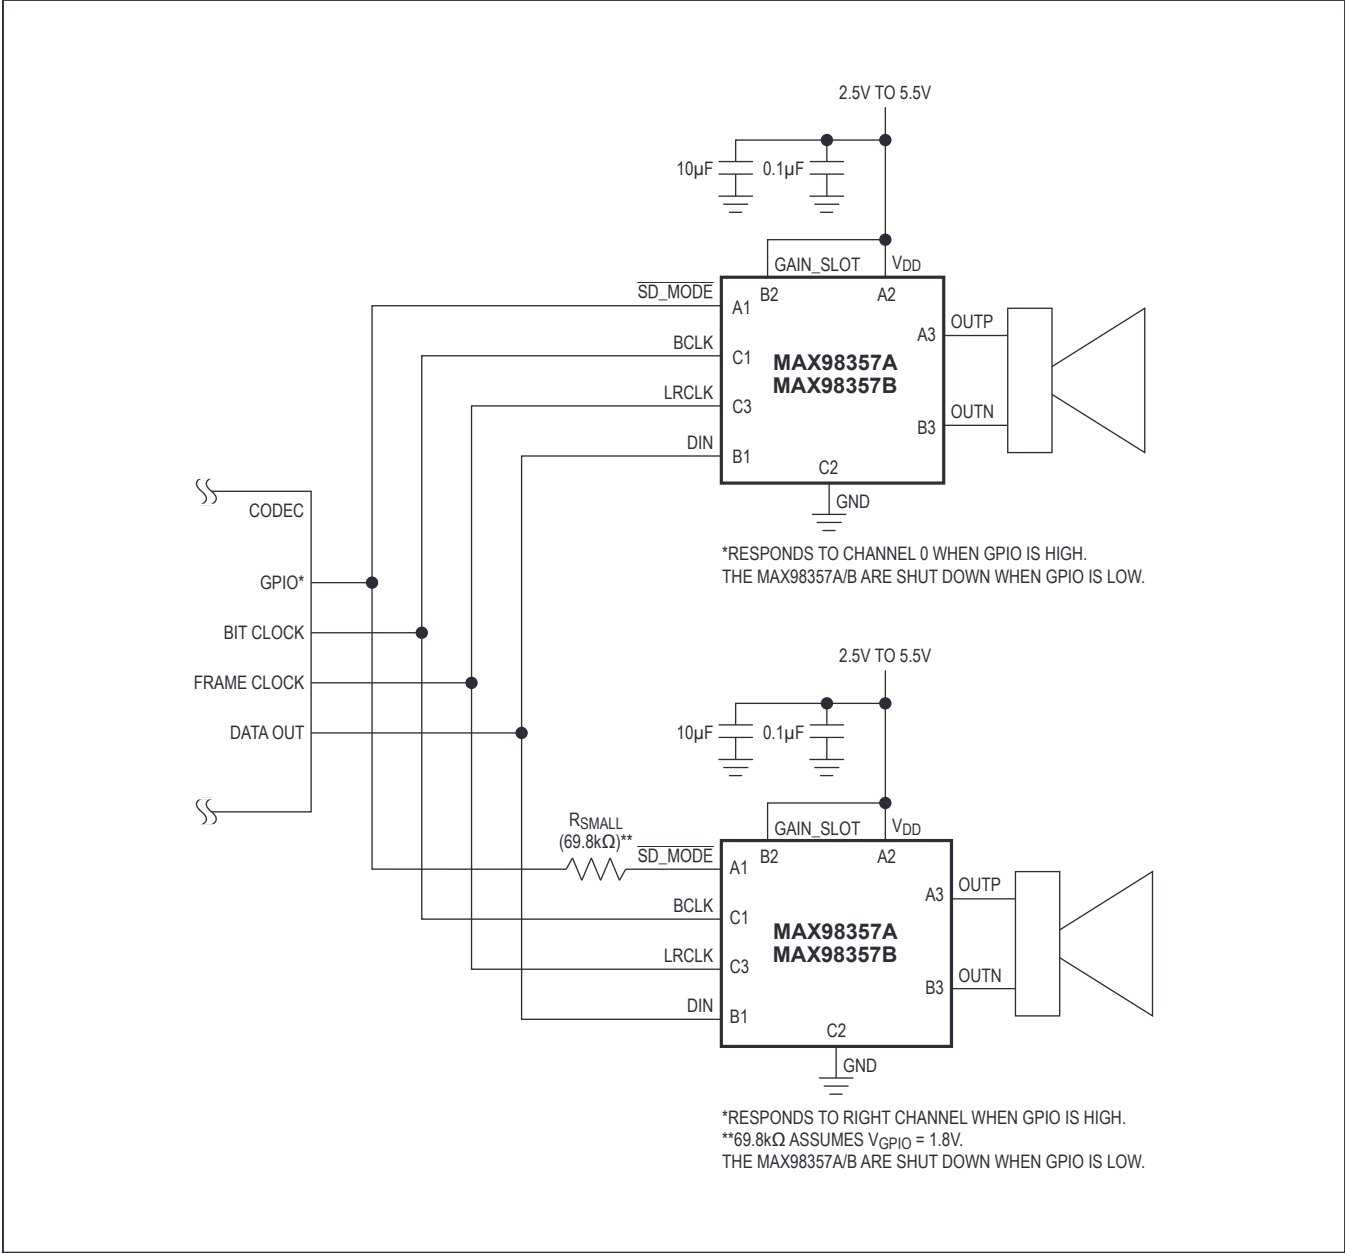 2.5V TO 5.5V
10µF
0.1µF
GAIN_SLOT
VDD
SD_MODE
A1
B2
A2
BCLK
C1
LRCLK
C3
DIN
B1
MAX98357A
MAX98357B
A3
OUTP
B3
OUTN
C2
GND
*RESPONDS TO CHANNEL 0 WHEN GPIO IS HIGH.
THE MAX98357A/B ARE SHUT DOWN WHEN GPIO IS LOW.
CODEC
GPIO*
BIT CLOCK
FRAME CLOCK
DATA OUT
2.5V TO 5.5V
10µF
0.1µF
GAIN_SLOT
VDD
RSMALL
(69.8kΩ)**
SD_MODE
A1
B2
A2
BCLK
C1
LRCLK
C3
DIN
B1
MAX98357A
MAX98357B
A3
OUTP
B3
OUTN
C2
GND
*RESPONDS TO RIGHT CHANNEL WHEN GPIO IS HIGH.
**69.8kΩ ASSUMES VGPIO = 1.8V.
THE MAX98357A/B ARE SHUT DOWN WHEN GPIO IS LOW.